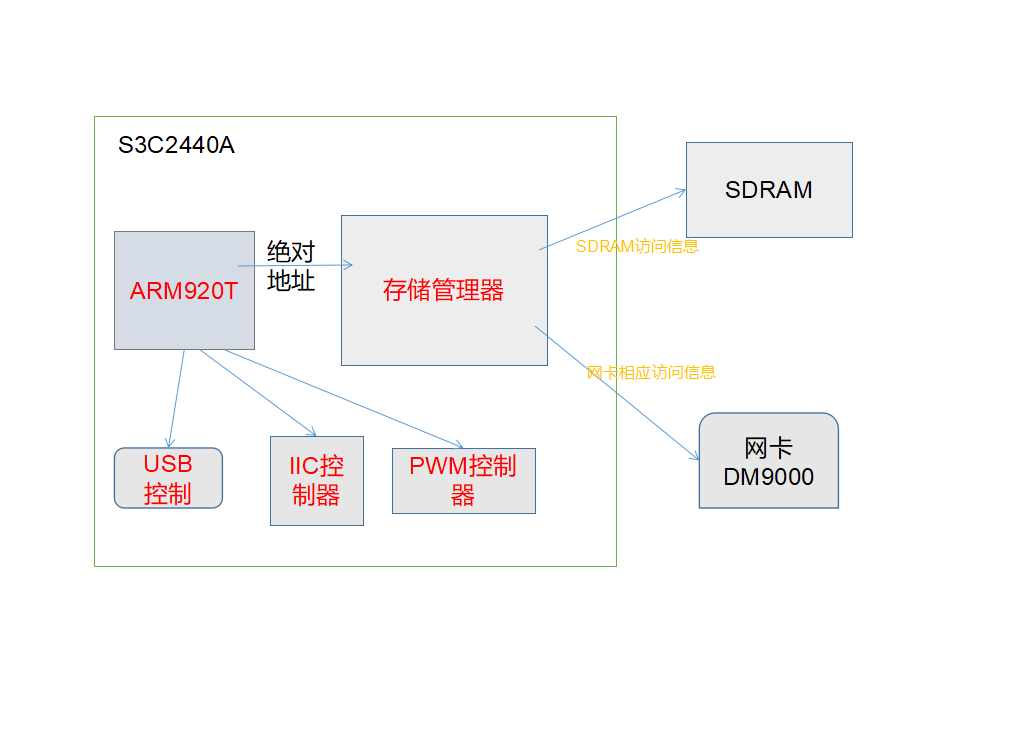 S3C2440A
SDRAM
绝对
地址
SDRAM访问信息
ARM920T
存储管理器
网卡相应访问信息
网卡
DM9000
USB
控制
IIC控
制器
PWM控制
器